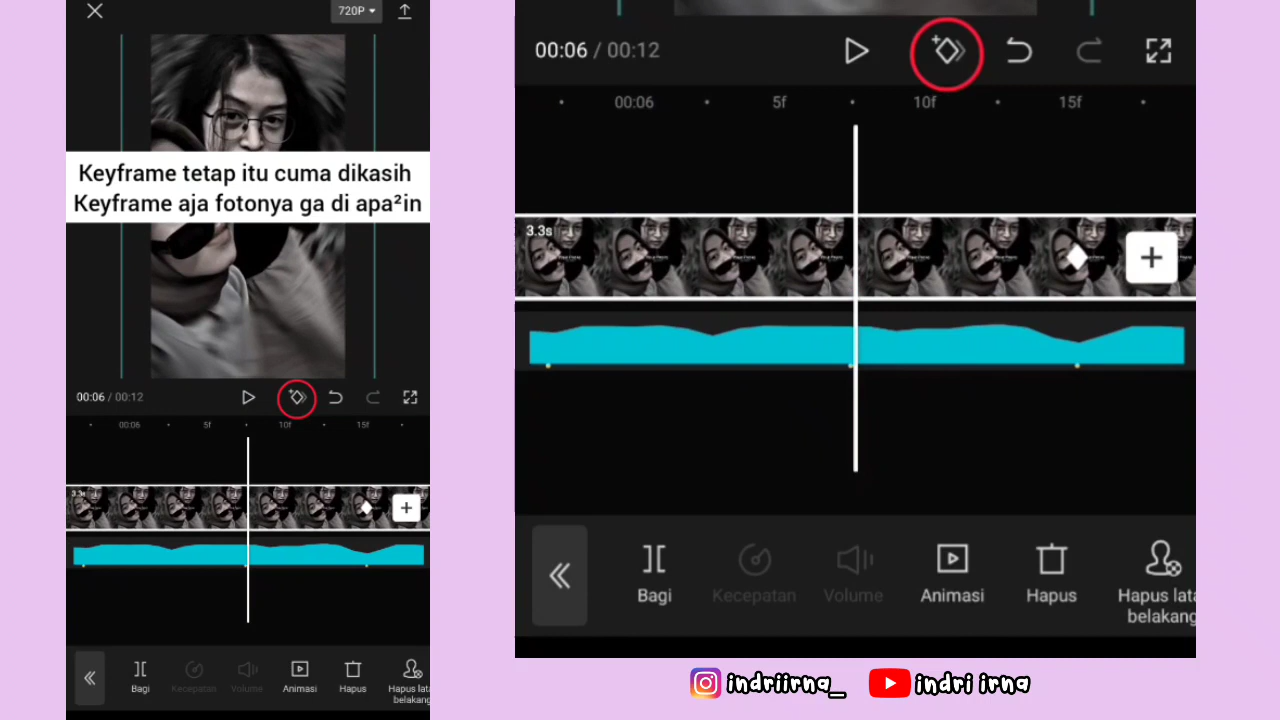 720P
Keyframe tetap itu cuma dikasih
Keyframe aja fotonya ga di apa²in
00:06 / 00:12
00:06 5f 10f 15f
3.3s
Bagi Kecepatan Volume Animasi Hapus Hapus lata
belakang
00:06 / 00:12
00:06 5f 10f 15f
3.3s
Bagi Kecepatan Volume Animasi Hapus Hapus lata
belakang
indriirna_ indri irna